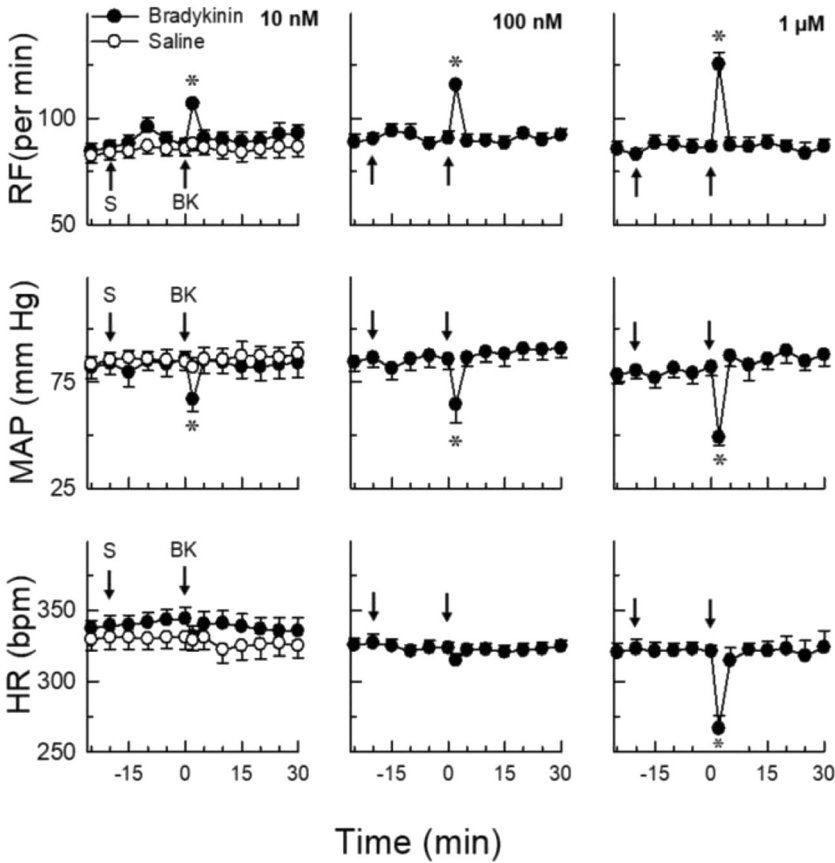 Bradykinin 10 nM
Saline
100 nM
1 μM
*
*
*
RF(per min)
100
50
S
BK
MAP (mm Hg)
75
25
S
BK
*
*
*
HR (bpm)
350
300
250
S
BK
*
-15 0 15 30
-15 0 15 30
-15 0 15 30
Time (min)